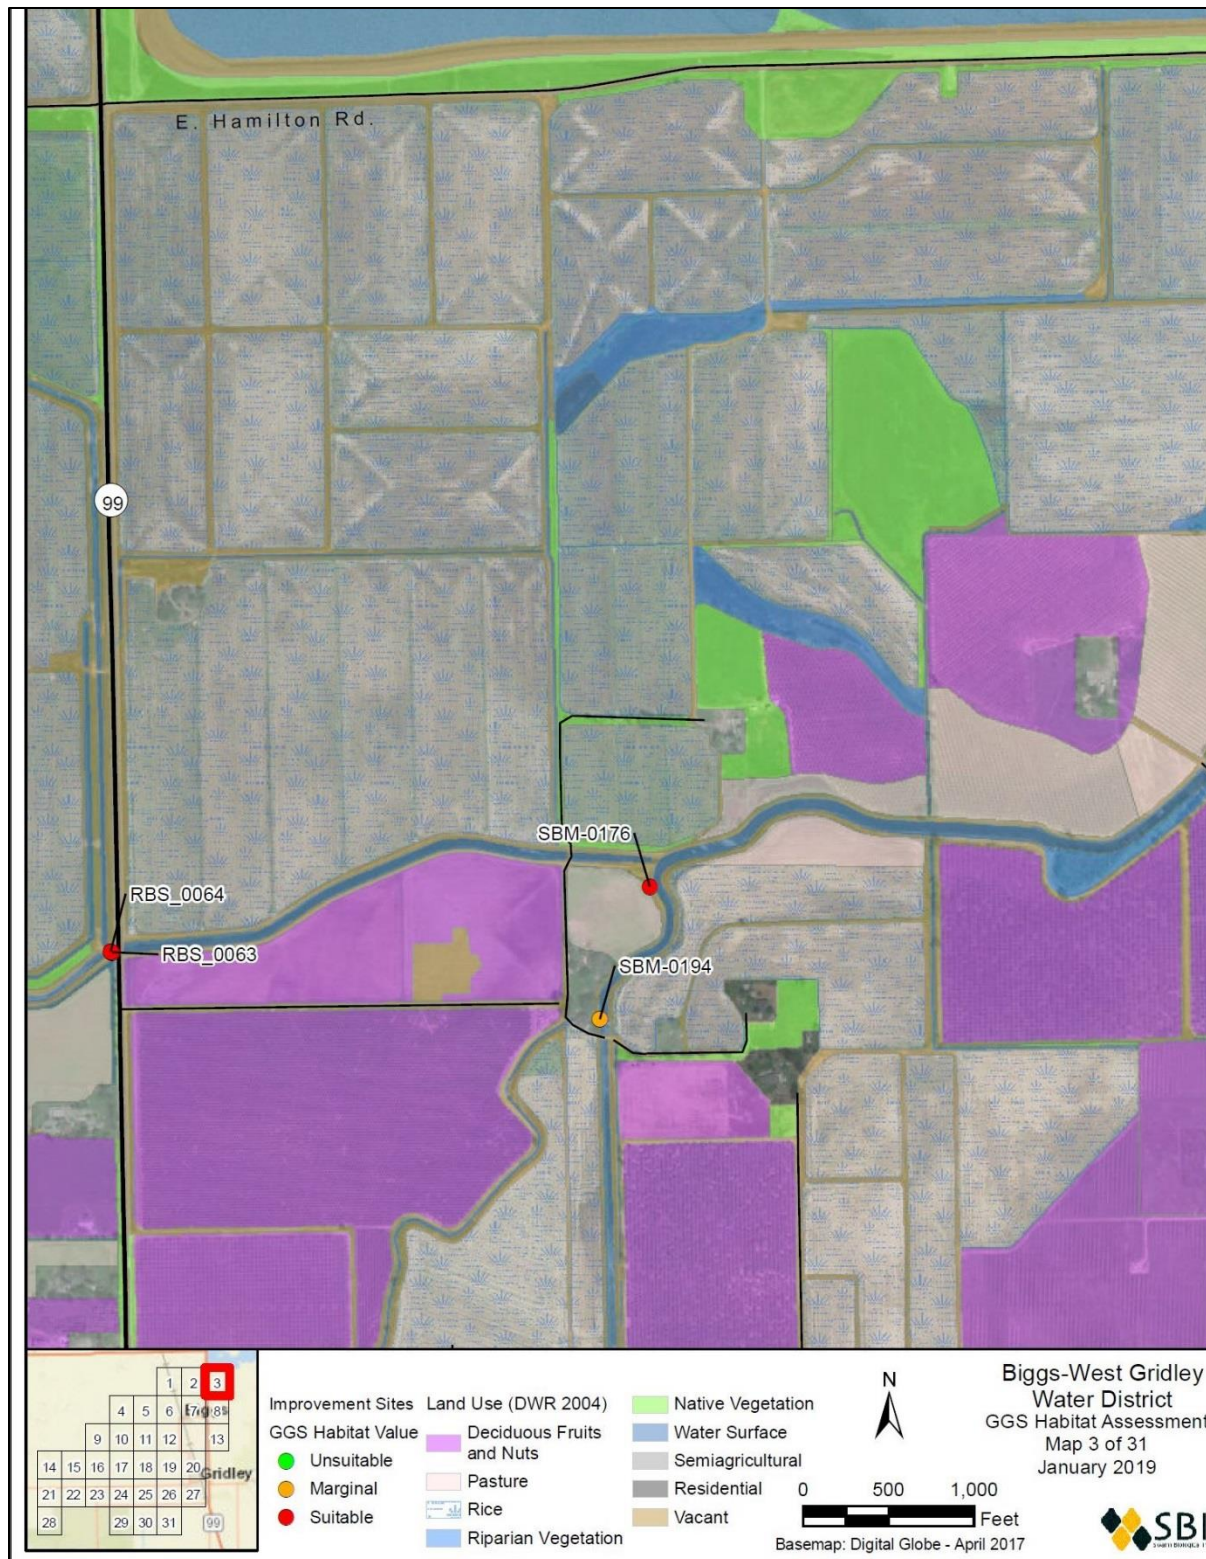 E. Hamilton Rd.
99
SBM-0176
RBS_0064
RBS_0063
SBM-0194
1 2 3
4 5 6 7 8
9 10 11 12 13
14 15 16 17 18 19 20
Gridley
21 22 23 24 25 26 27
28 29 30 31
99
Improvement Sites
GGS Habitat Value
Unsuitable
Marginal
Suitable
Land Use (DWR 2004)
Deciduous Fruits
and Nuts
Pasture
Rice
Riparian Vegetation
Native Vegetation
Water Surface
Semiagricultural
Residential
Vacant
N
0 500 1,000
Feet
Basemap: Digital Globe - April 2017
Biggs-West Gridley
Water District
GGS Habitat Assessment
Map 3 of 31
January 2019
SBI